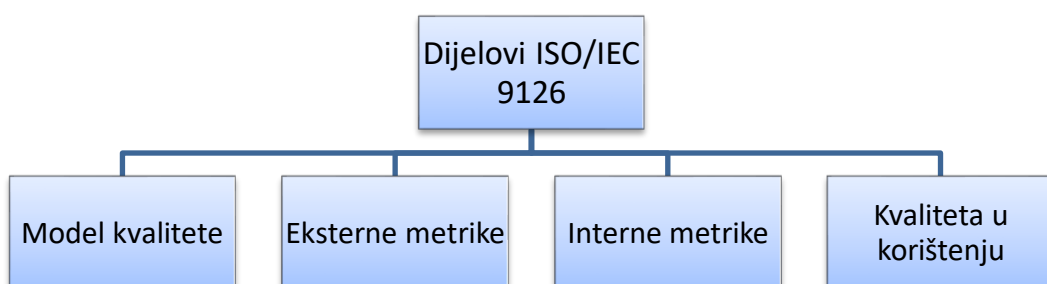 Dijelovi ISO/IEC
9126
Model kvalitete
Eksterne metrike
Interne metrike
Kvaliteta u
korištenju